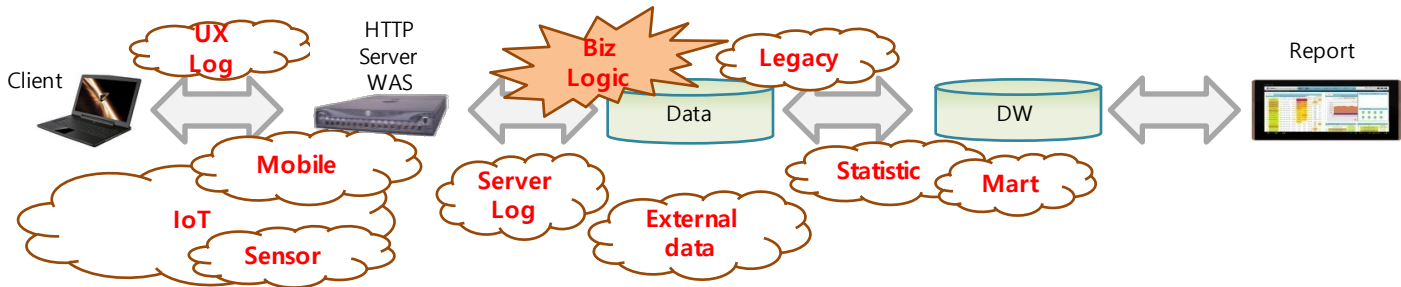 Client
UX
Log
HTTP
Server
WAS
Biz
Logic
Legacy
Data
DW
Report
Mobile
IoT
Sensor
Server
Log
External
data
Statistic
Mart